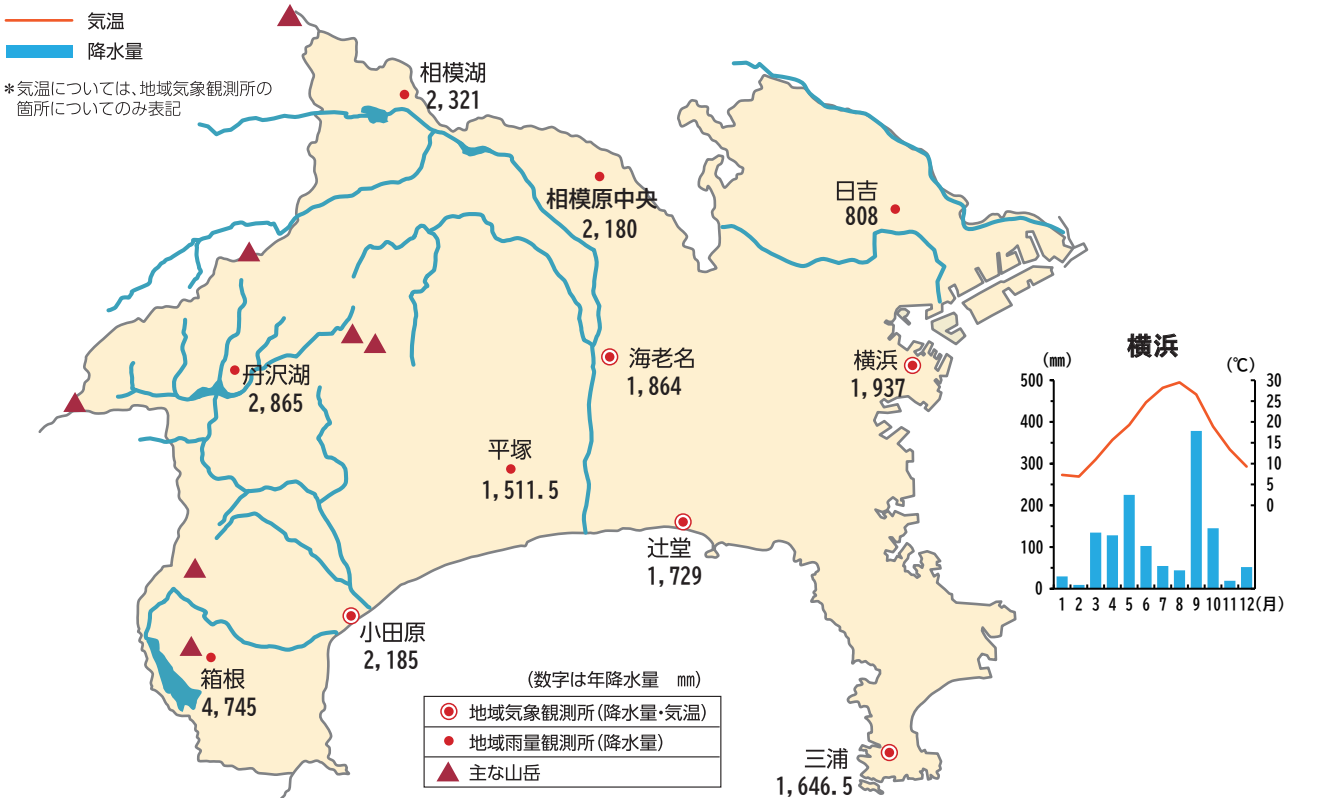 気温
降水量
*気温については、地域気象観測所の
箇所についてのみ表記
相模湖
2,321
相模原中央
2,180
日吉
808
丹沢湖
2,865
海老名
1,864
横浜
1,937
平塚
1,511.5
辻堂
1,729
小田原
2,185
箱根
4,745
三浦
1,646.5
(数字は年降水量 ㎜)
地域気象観測所(降水量・気温)
地域雨量観測所(降水量)
主な山岳
横浜
(㎜) (℃)
500 30
25
400 20
15
300 10
5
200 0
100
0
1 2 3 4 5 6 7 8 9 10 11 12(月)